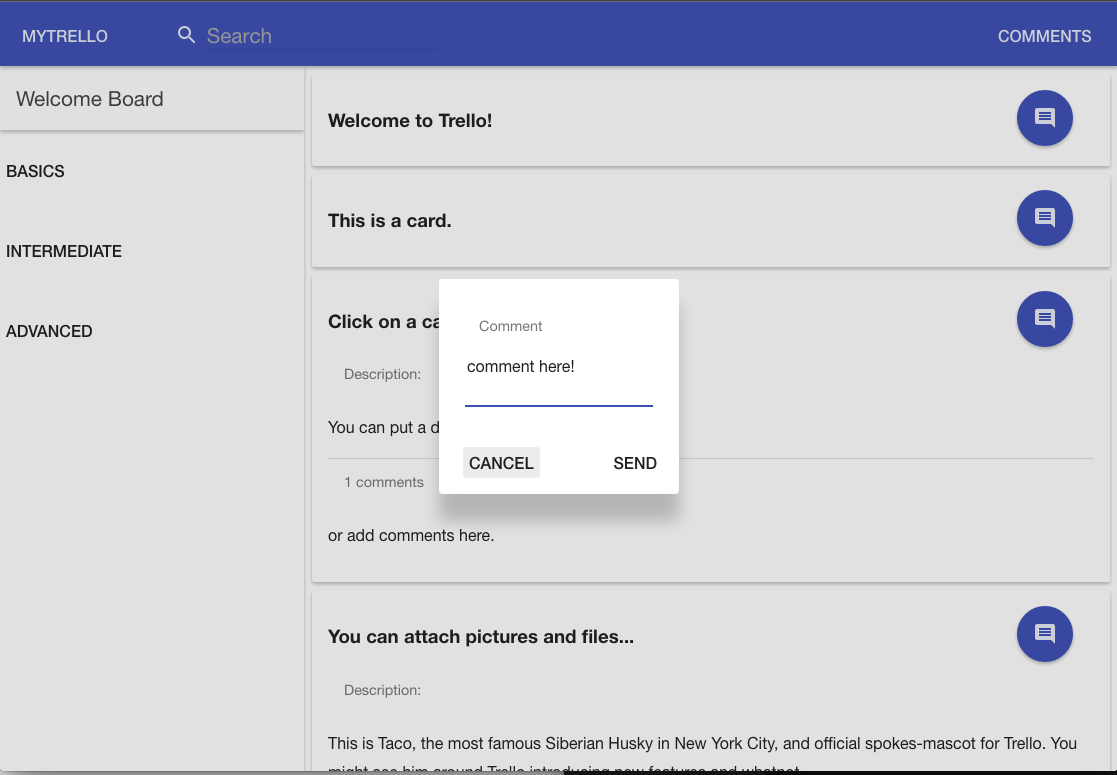 MYTRELLO
Search
COMMENTS
Welcome Board
BASICS
INTERMEDIATE
ADVANCED
Welcome to Trello!
This is a card.
Click on a ca
Description:
You can put a d
1 comments
or add comments here.
Comment
comment here!
CANCEL
SEND
You can attach pictures and files...
Description:
This is Taco, the most famous Siberian Husky in New York City, and official spokes-mascot for Trello. You
might see him around Trello introducing new features and whatnot.